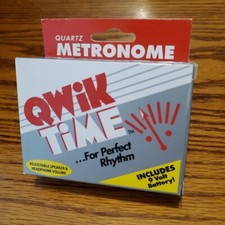 QUARTZ
METRONOME
QWiK
TiME
TM
...For Perfect
Rhythm
ADJUSTABLE SPEAKER &
HEADPHONE VOLUME
INCLUDES
9 Volt
Battery!